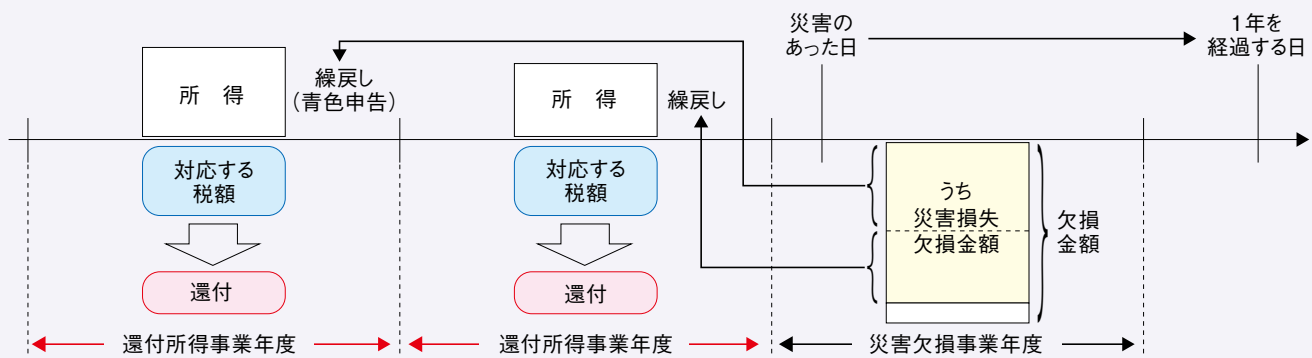 災害の
あった日
1年を
経過する日
所　得
繰戻し
（青色申告）
所　得
繰戻し
対応する
税額
対応する
税額
うち
災害損失
欠損金額
欠損
金額
還付
還付
還付所得事業年度
還付所得事業年度
災害欠損事業年度